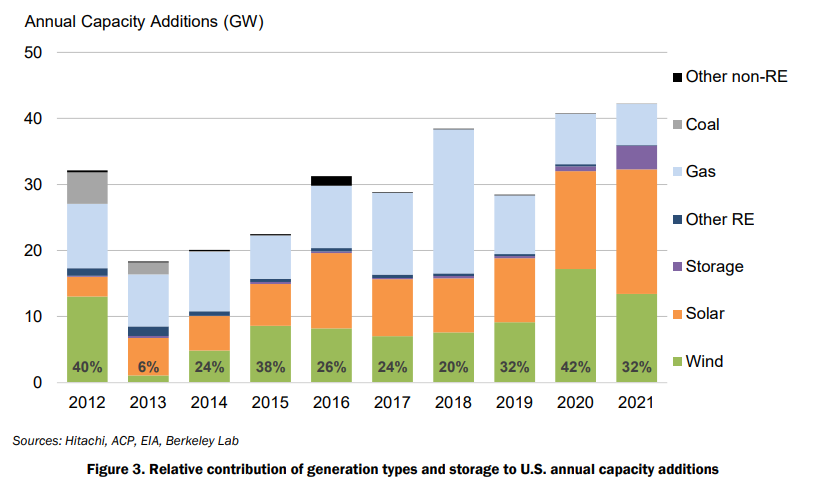 Annual Capacity Additions (GW)
50
40
30
20
10
0
40%
6%
24%
38%
26%
24%
20%
32%
42%
32%
2012 2013 2014 2015 2016 2017 2018 2019 2020 2021
Other non-RE
Coal
Gas
Other RE
Storage
Solar
Wind
Sources: Hitachi, ACP, EIA, Berkeley Lab
Figure 3. Relative contribution of generation types and storage to U.S. annual capacity additions